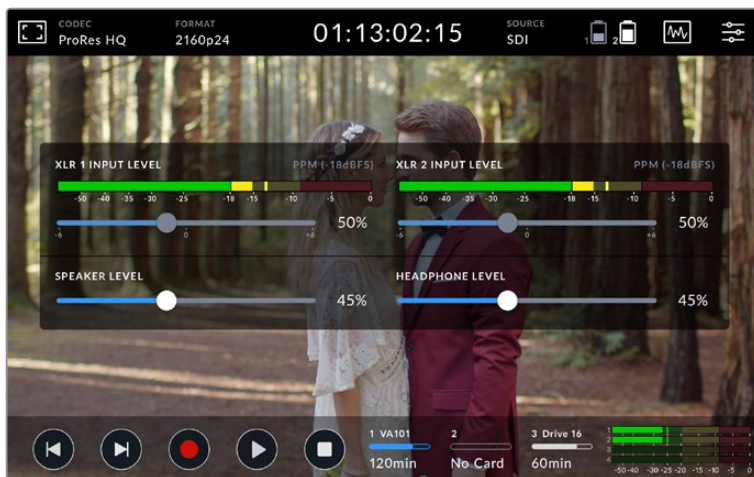 CODEC
ProRes HQ
FORMAT
2160p24
01:13:02:15
SOURCE
SDI
1
2
XLR 1 INPUT LEVEL
PPM (-18dBFS)
-50 -40 -35 -30 -25 -18 -15 -10 -5 0
50%
-6 0 +6
XLR 2 INPUT LEVEL
PPM (-18dBFS)
-50 -40 -35 -30 -25 -18 -15 -10 -5 0
50%
-6 0 +6
SPEAKER LEVEL
45%
HEADPHONE LEVEL
45%
1 VA101
120min
2
No Card
3 Drive 16
60min
1
2
3
4
-50 -40 -30 -25 -20 -15 -10 -5 0